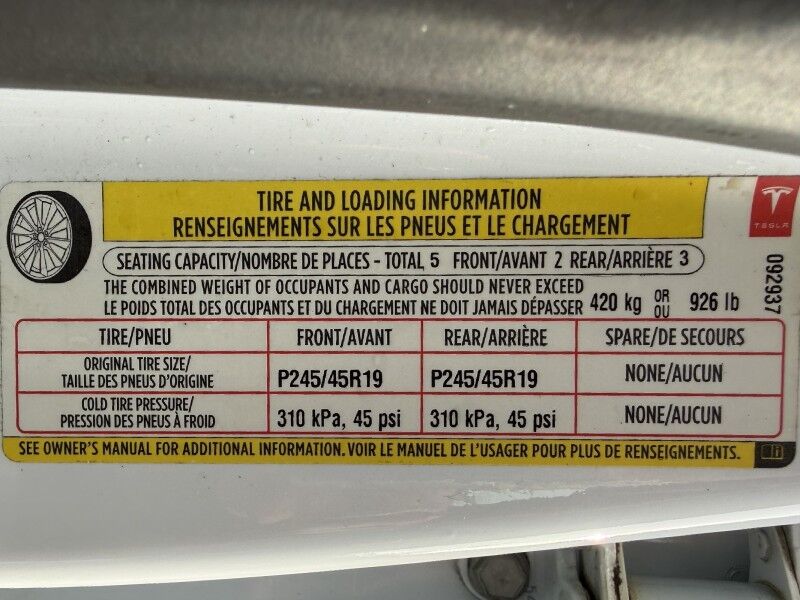 TIRE AND LOADING INFORMATION
RENSEIGNEMENTS SUR LES PNEUS ET LE CHARGEMENT
TESLA
SEATING CAPACITY/NOMBRE DE PLACES - TOTAL 5 FRONT/AVANT 2 REAR/ARRIÈRE 3
THE COMBINED WEIGHT OF OCCUPANTS AND CARGO SHOULD NEVER EXCEED
LE POIDS TOTAL DES OCCUPANTS ET DU CHARGEMENT NE DOIT JAMAIS DÉPASSER
420 kg OR OU 926 lb
092937
TIRE/PNEU FRONT/AVANT REAR/ARRIÈRE SPARE/DE SECOURS
ORIGINAL TIRE SIZE/
TAILLE DES PNEUS D'ORIGINE
P245/45R19 P245/45R19 NONE/AUCUN
COLD TIRE PRESSURE/
PRESSION DES PNEUS À FROID
310 kPa, 45 psi 310 kPa, 45 psi NONE/AUCUN
SEE OWNER'S MANUAL FOR ADDITIONAL INFORMATION. VOIR LE MANUEL DE L'USAGER POUR PLUS DE RENSEIGNEMENTS.